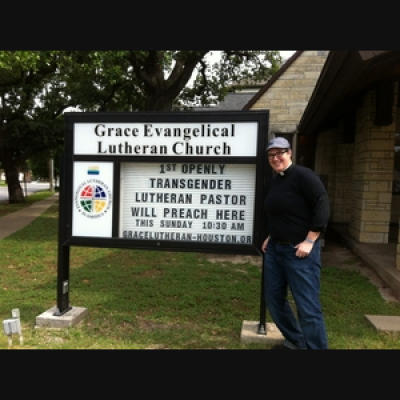 Grace Evangelical
Lutheran Church
1ST OPENLY
TRANSGENDER
LUTHERAN PASTOR
WILL PREACH HERE
THIS SUNDAY 10:30 AM
GRACELUTHERAN-HOUSTON.OR